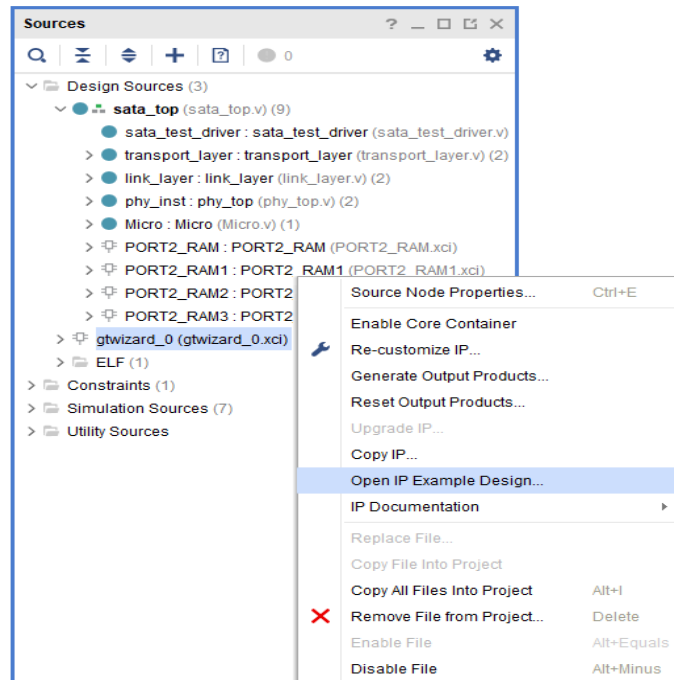 Sources
0
Design Sources (3)
sata_top (sata_top.v) (9)
sata_test_driver : sata_test_driver (sata_test_driver.v)
transport_layer : transport_layer (transport_layer.v) (2)
link_layer : link_layer (link_layer.v) (2)
phy_inst : phy_top (phy_top.v) (2)
Micro : Micro (Micro.v) (1)
PORT2_RAM : PORT2_RAM (PORT2_RAM.xci)
PORT2_RAM1 : PORT2_RAM1 (PORT2_RAM1.xci)
PORT2_RAM2 : PORT2
PORT2_RAM3 : PORT2
gtwizard_0 (gtwizard_0.xci)
ELF (1)
Constraints (1)
Simulation Sources (7)
Utility Sources
Source Node Properties... Ctrl+E
Enable Core Container
Re-customize IP...
Generate Output Products...
Reset Output Products...
Upgrade IP...
Copy IP...
Open IP Example Design...
IP Documentation
Replace File...
Copy File Into Project
Copy All Files Into Project Alt+I
Remove File from Project... Delete
Enable File Alt+Equals
Disable File Alt+Minus